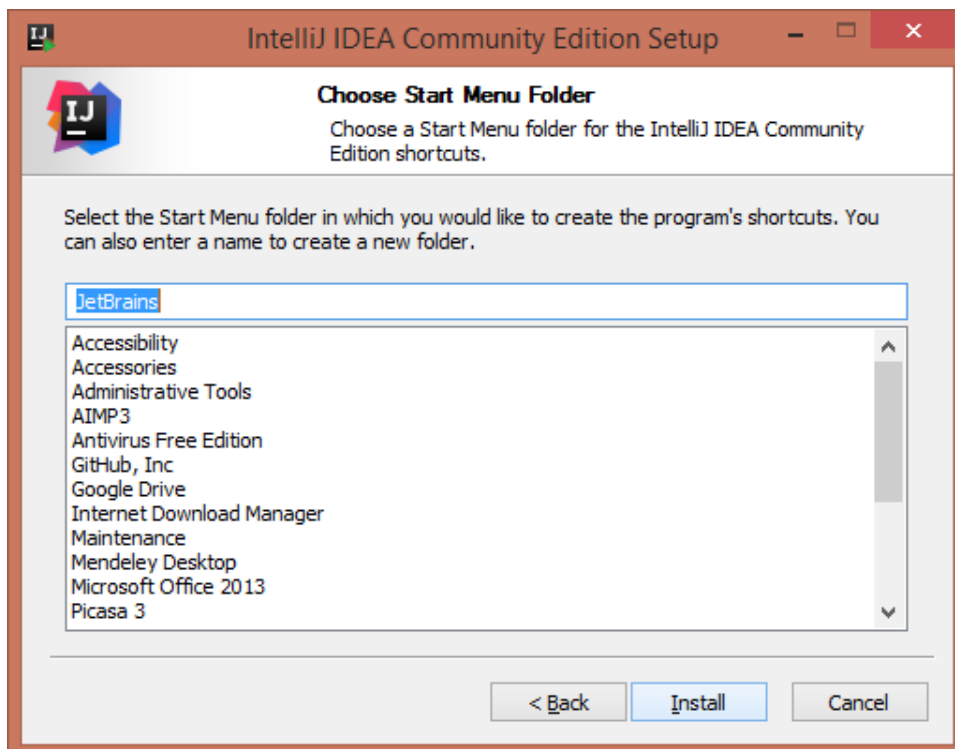 IJ
IntelliJ IDEA Community Edition Setup
IJ
Choose Start Menu Folder
Choose a Start Menu folder for the IntelliJ IDEA Community
Edition shortcuts.
Select the Start Menu folder in which you would like to create the program's shortcuts. You
can also enter a name to create a new folder.
JetBrains
Accessibility
Accessories
Administrative Tools
AIMP3
Antivirus Free Edition
GitHub, Inc
Google Drive
Internet Download Manager
Maintenance
Mendeley Desktop
Microsoft Office 2013
Picasa 3
< Back
Install
Cancel